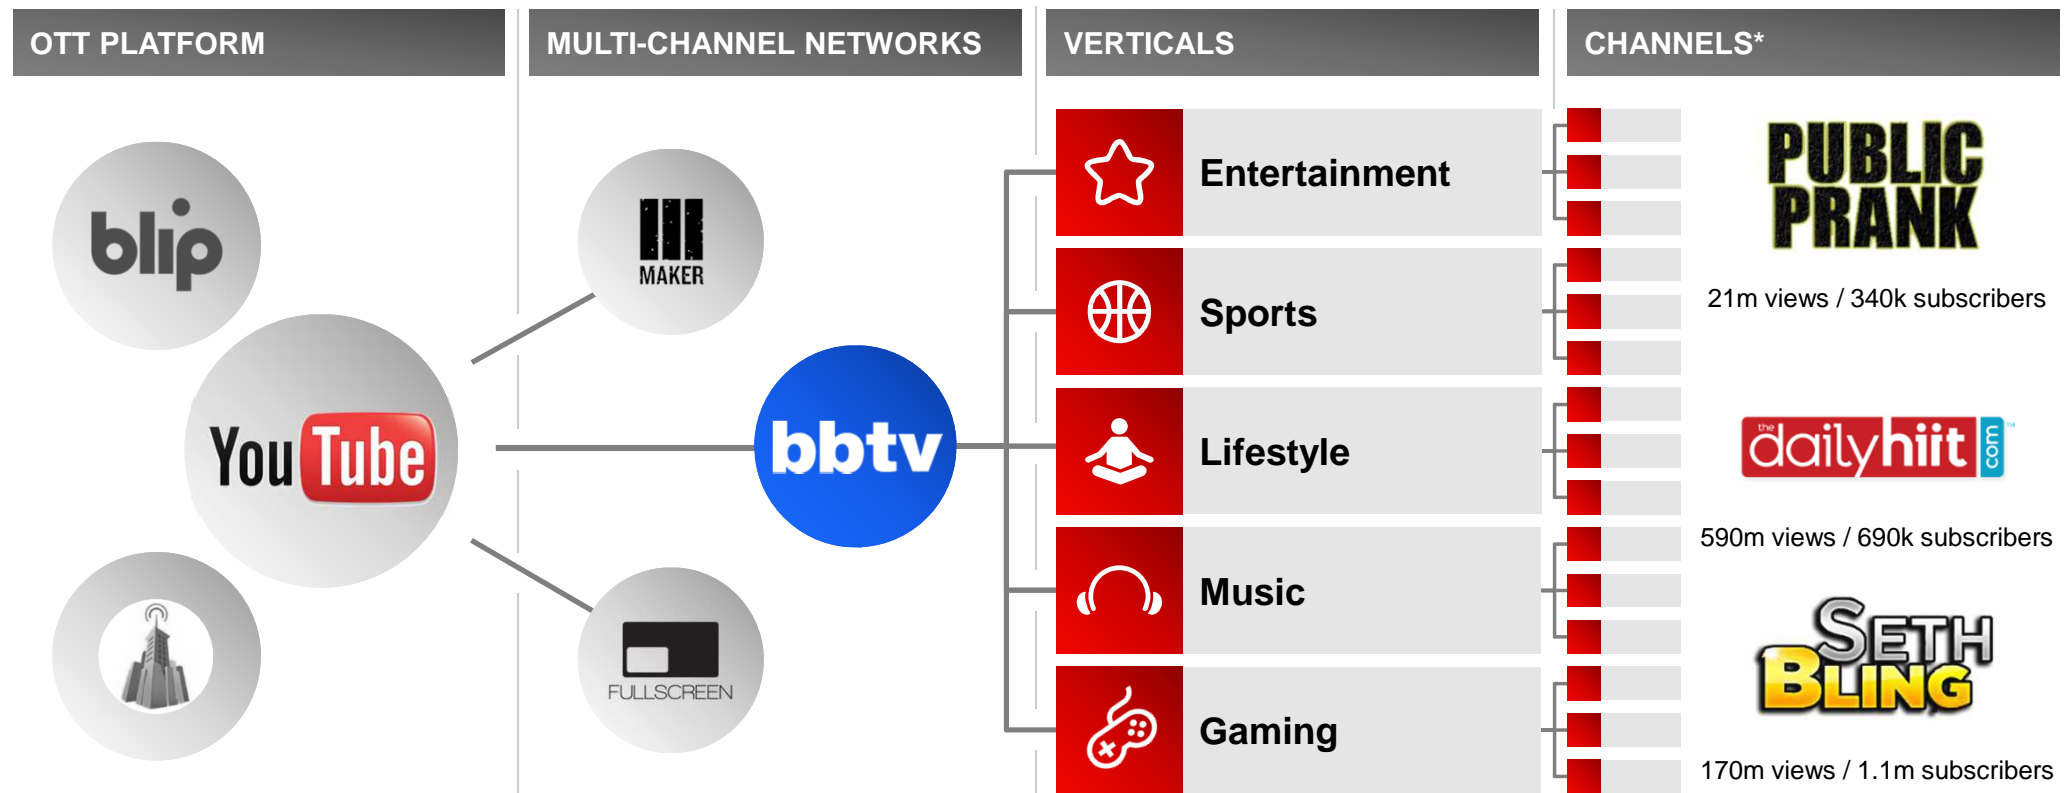 OTT PLATFORM
MULTI-CHANNEL NETWORKS
VERTICALS
CHANNELS*
blip
YouTube
MAKER
bbtv
FULLSCREEN
Entertainment
Sports
Lifestyle
Music
Gaming
PUBLIC
PRANK
21m views / 340k subscribers
the
dailyhiit
com
™
590m views / 690k subscribers
SETH
BLING
170m views / 1.1m subscribers